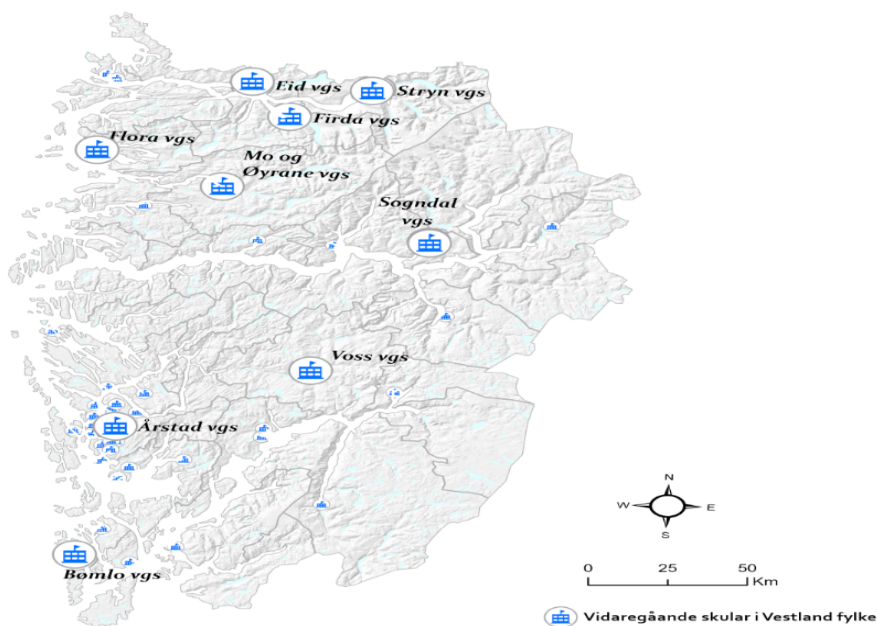 Eid vgs
Stryn vgs
Firda vgs
Flora vgs
Mo og
Øyrane vgs
Sogndal
vgs
Voss vgs
Årstad vgs
Bømlo vgs
N
W
E
S
0
25
50
Km
Vidaregåande skular i Vestland fylke